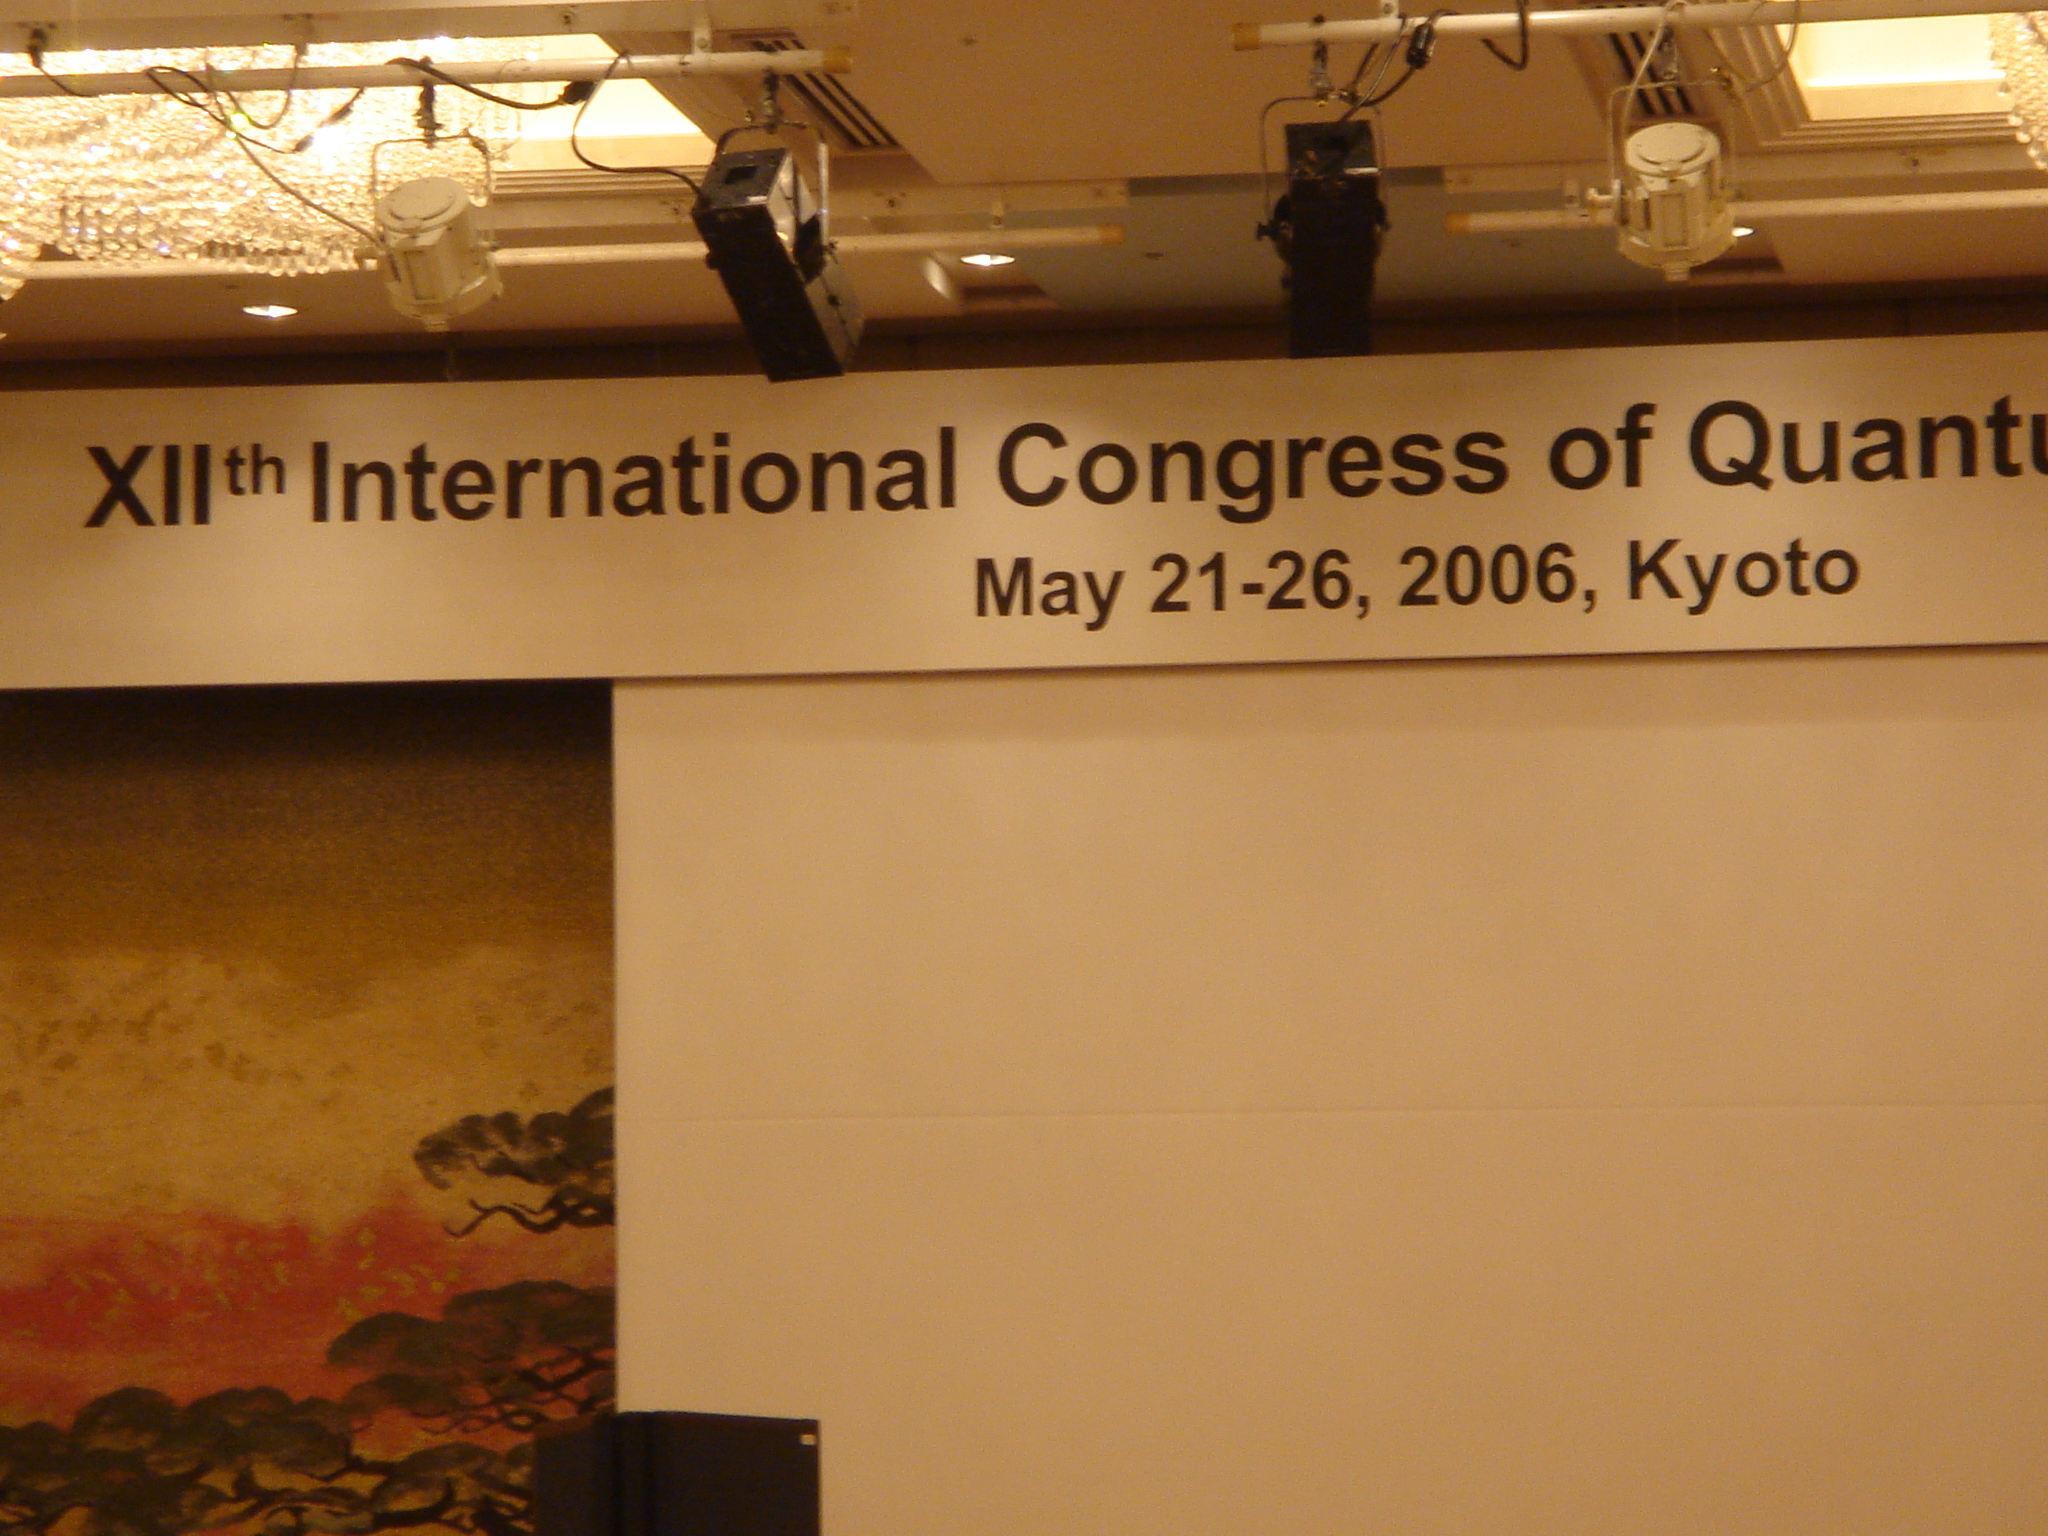 XIIth International Congress of Quantu
May 21-26, 2006, Kyoto